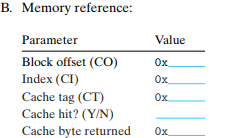 B. Memory reference:
Parameter Value
Block offset (CO) 0x
Index (CI) 0x
Cache tag (CT) 0x
Cache hit? (Y/N)
Cache byte returned 0x